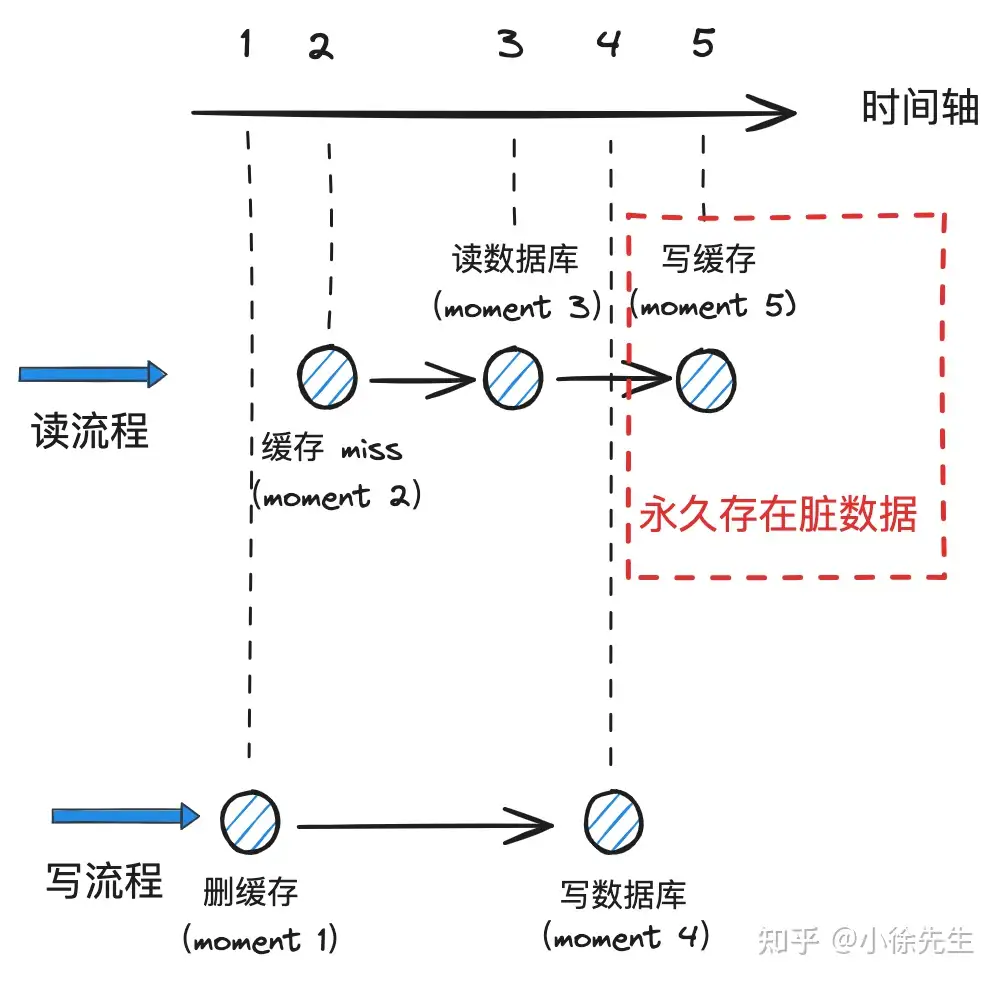 1 2 3 4 5
时间轴
读数据库
(moment 3)
写缓存
(moment 5)
读流程
缓存 miss
(moment 2)
永久存在脏数据
写流程
删缓存
(moment 1)
写数据库
(moment 4)
知乎 @小徐先生